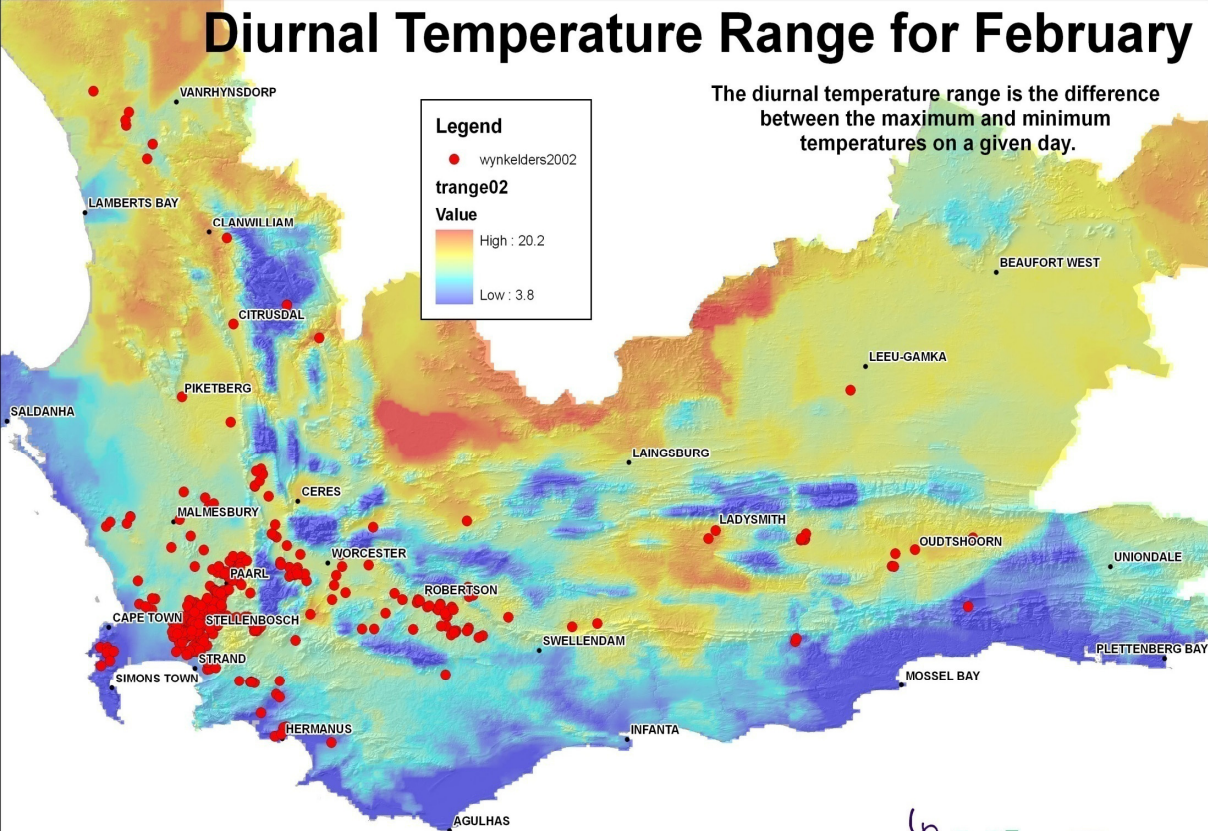 Diurnal Temperature Range for February
The diurnal temperature range is the difference
between the maximum and minimum
temperatures on a given day.
Legend
wynkelders2002
trange02
Value
High : 20.2
Low : 3.8
VANRHYNSDORP
LAMBERTS BAY
CLANWILLIAM
BEAUFORT WEST
CITRUSDAL
LEEU-GAMKA
PIKETBERG
SALDANHA
LAINGSBURG
CERES
MALMESBURY
LADYSMITH
OUDTSHOORN
WORCESTER
UNIONDALE
PAARL
ROBERTSON
CAPE TOWN
STELLENBOSCH
SWELLENDAM
PLETTENBERG BAY
STRAND
SIMONS TOWN
MOSSEL BAY
HERMANUS
INFANTA
AGULHAS